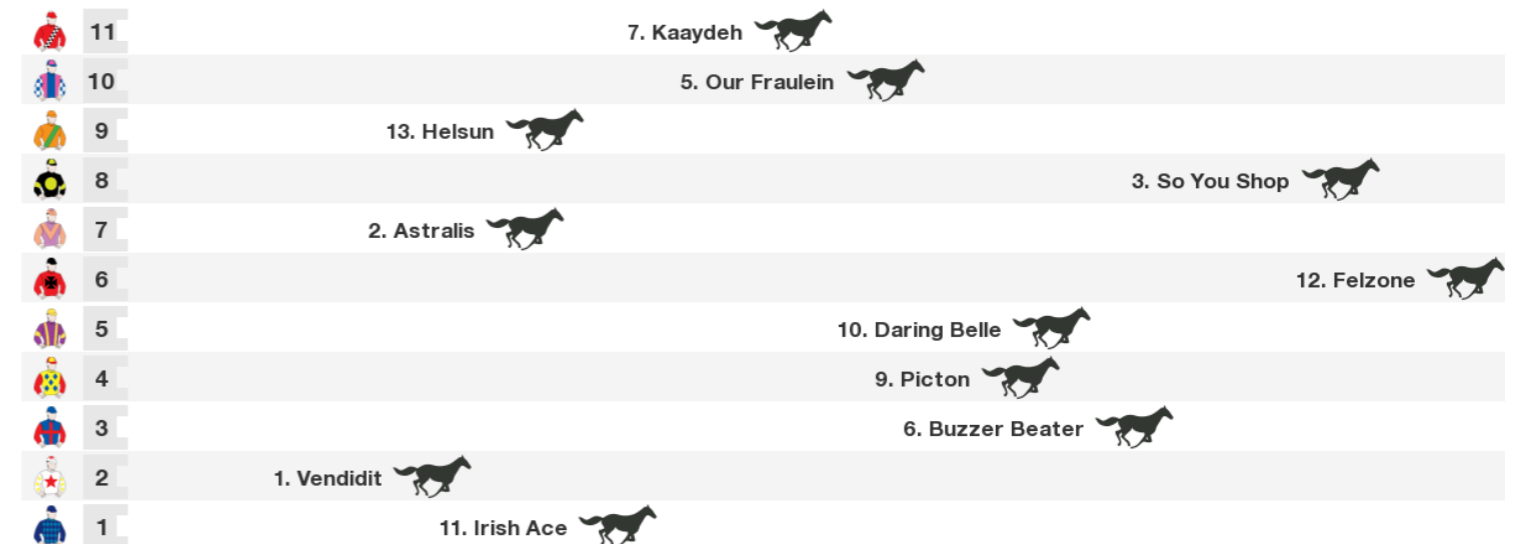 11 7. Kaaydeh
10 5. Our Fraulein
9 13. Helsun
8 3. So You Shop
7 2. Astralis
6 12. Felzone
5 10. Daring Belle
4 9. Picton
3 6. Buzzer Beater
2 1. Vendidit
1 11. Irish Ace